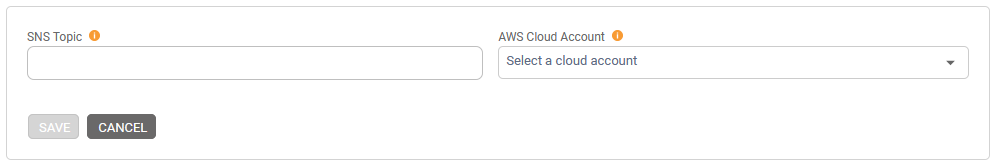 SNS Topic
AWS Cloud Account
Select a cloud account
SAVE
CANCEL